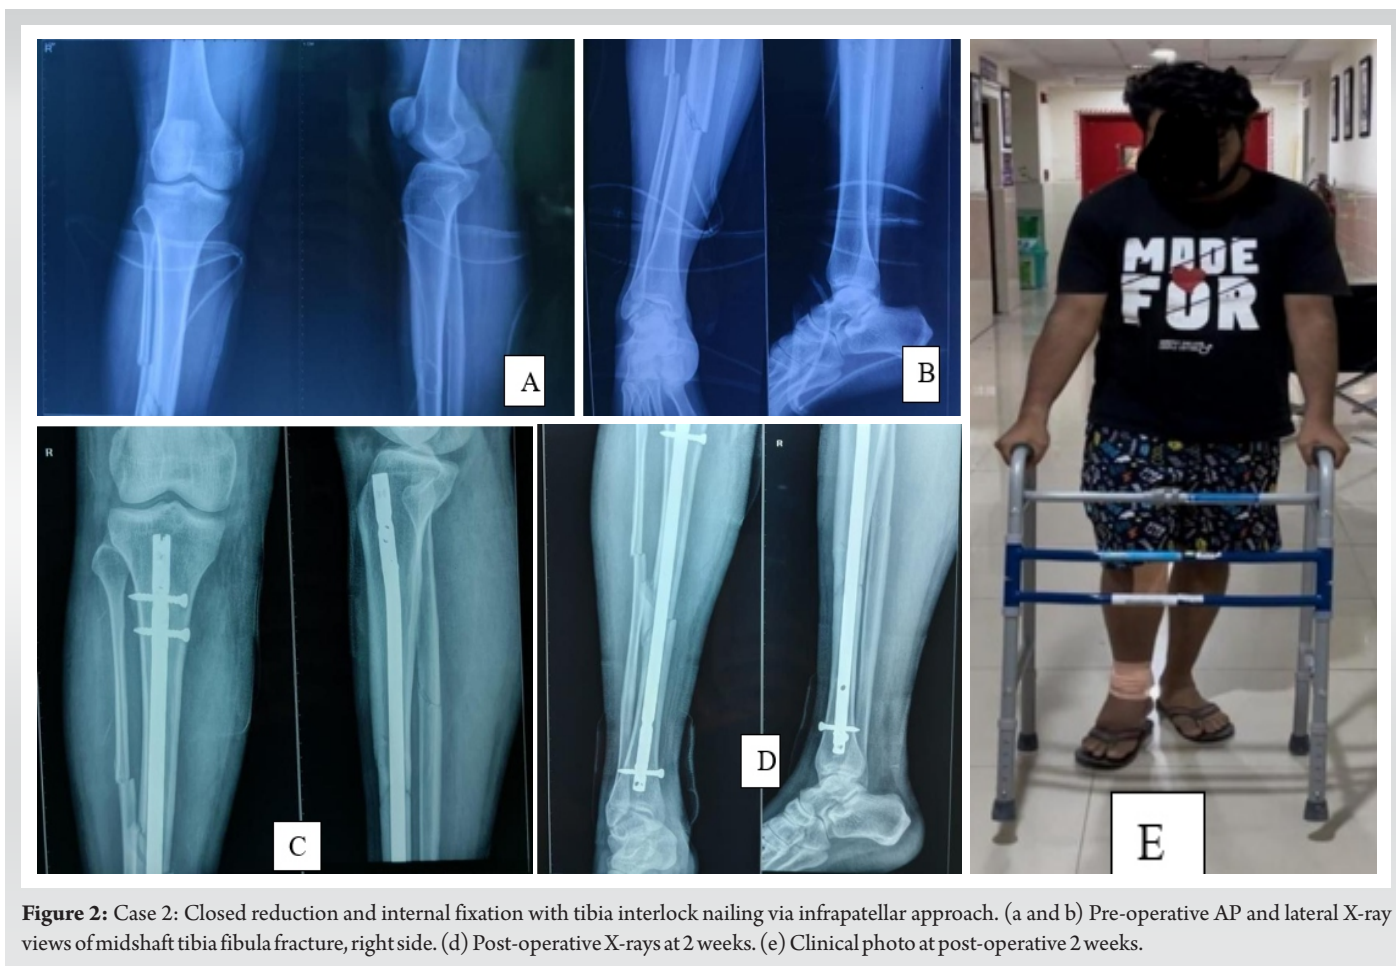 R
A
B
MADE
FOR
R
R
C
D
E
Figure 2: Case 2: Closed reduction and internal fixation with tibia interlock nailing via infrapatellar approach. (a and b) Pre-operative AP and lateral X-ray
views of midshaft tibia fibula fracture, right side. (d) Post-operative X-rays at 2 weeks. (e) Clinical photo at post-operative 2 weeks.